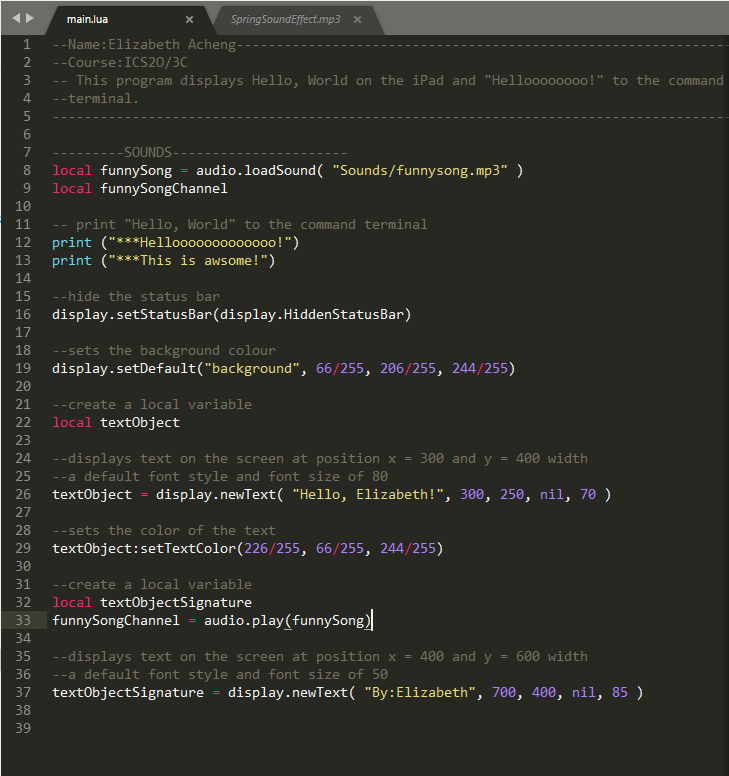 main.lua × SpringSoundEffect.mp3 ×
1 --Name:Elizabeth Acheng-------------------------------------------------------------
2 --Course:ICS2O/3C
3 -- This program displays Hello, World on the iPad and "Helloooooooo!" to the command
4 --terminal.
5 -------------------------------------------------------------------------------------
6
7 ---------SOUNDS----------------------
8 local funnySong = audio.loadSound( "Sounds/funnysong.mp3" )
9 local funnySongChannel
10
11 -- print "Hello, World" to the command terminal
12 print ("***Hellooooooooooooo!")
13 print ("***This is awsome!")
14
15 --hide the status bar
16 display.setStatusBar(display.HiddenStatusBar)
17
18 --sets the background colour
19 display.setDefault("background", 66/255, 206/255, 244/255)
20
21 --create a local variable
22 local textObject
23
24 --displays text on the screen at position x = 300 and y = 400 width
25 --a default font style and font size of 80
26 textObject = display.newText( "Hello, Elizabeth!", 300, 250, nil, 70 )
27
28 --sets the color of the text
29 textObject:setTextColor(226/255, 66/255, 244/255)
30
31 --create a local variable
32 local textObjectSignature
33 funnySongChannel = audio.play(funnySong)
34
35 --displays text on the screen at position x = 400 and y = 600 width
36 --a default font style and font size of 50
37 textObjectSignature = display.newText( "By:Elizabeth", 700, 400, nil, 85 )
38
39